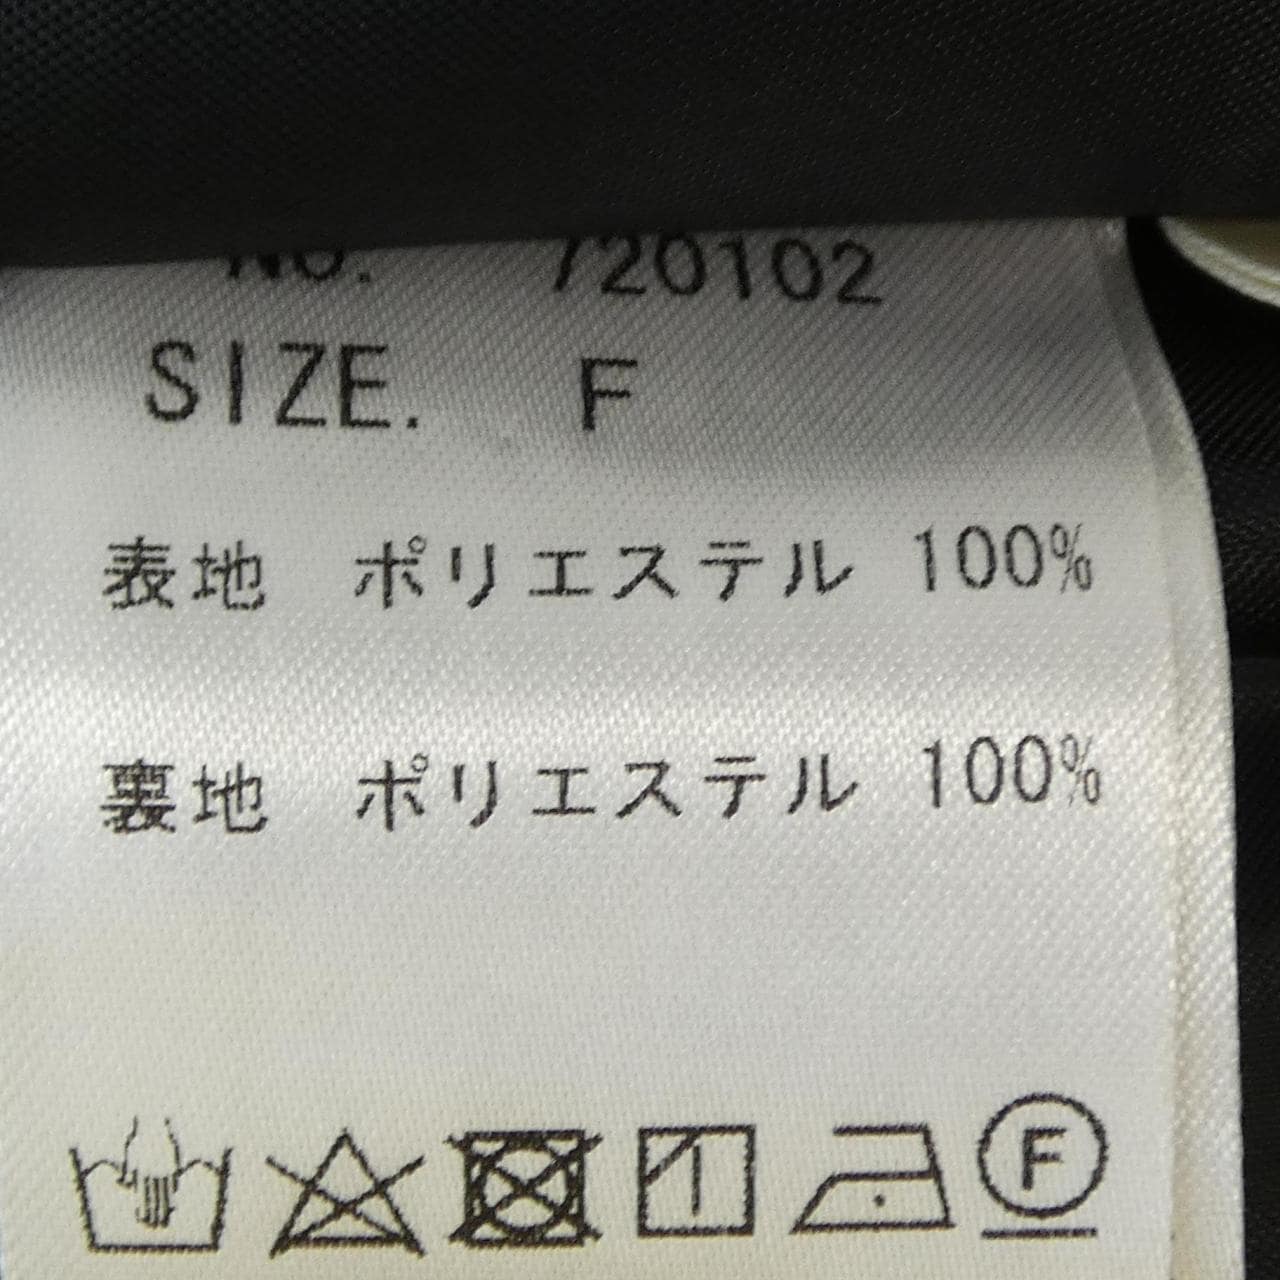 No. 720102
SIZE. F
表地 ポリエステル 100%
裏地 ポリエステル 100%
F